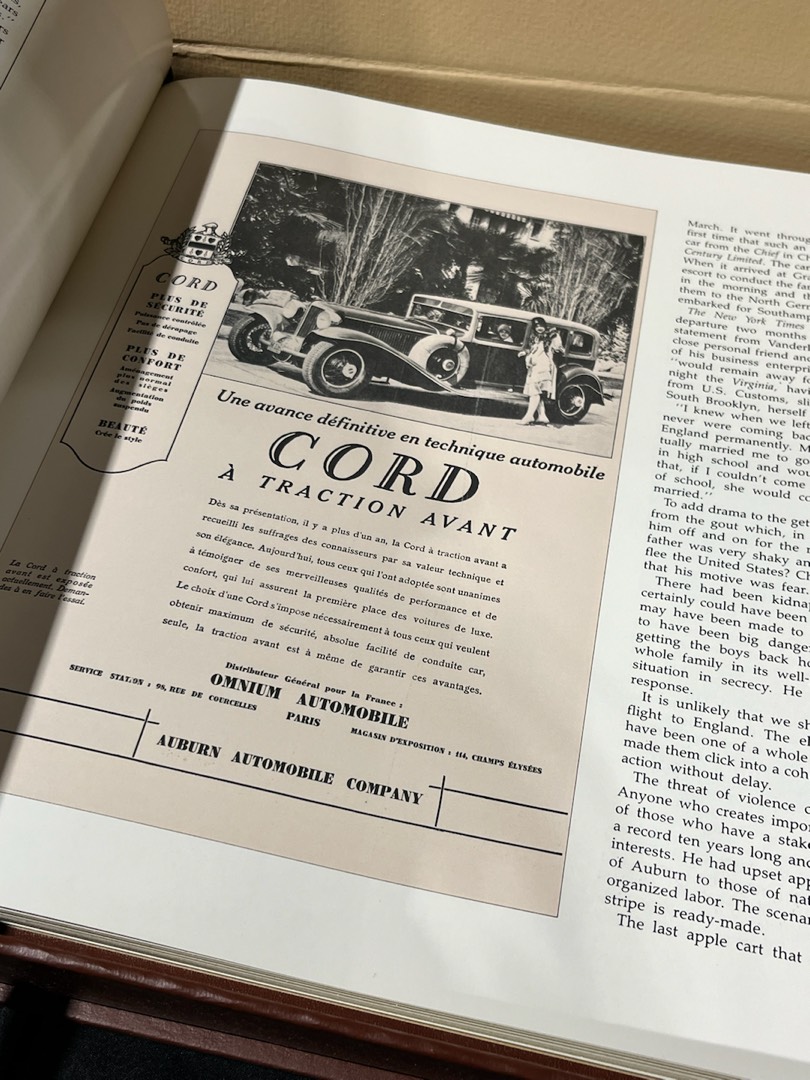 CORD
PLUS DE
SÉCURITÉ
Puissance contrôlée
Pas de dérapage
Facilité de conduite
PLUS DE
CONFORT
Aménagement
plus normal
des sièges
Augmentation
du poids
suspendu
BEAUTÉ
Crée le style
La Cord à traction
avant est exposée
actuellement. Deman-
dez à en faire l'essai.
Une avance définitive en technique automobile
CORD
À TRACTION AVANT
Dès sa présentation, il y a plus d'un an, la Cord à traction avant a
recueilli les suffrages des connaisseurs par sa valeur technique et
son élégance. Aujourd'hui, tous ceux qui l'ont adoptée sont unanimes
à témoigner de ses merveilleuses qualités de performance et de
confort, qui lui assurent la première place des voitures de luxe.
Le choix d'une Cord s'impose nécessairement à tous ceux qui veulent
obtenir maximum de sécurité, absolue facilité de conduite car,
seule, la traction avant est à même de garantir ces avantages.
Distributeur Général pour la France :
OMNIUM AUTOMOBILE
SERVICE STATION : 98, RUE DE COURCELLES PARIS MAGASIN D'EXPOSITION : 114, CHAMPS ÉLYSÉES
AUBURN AUTOMOBILE COMPANY
March. It went throu
first time that such an
car from the Chief in Ch
Century Limited. The co
When it arrived at Gra
escort to conduct the fa
in the morning and
them to the North Ger
embarked for Southam
The New York Times
departure two months
statement from Vander
close personal friend an
of his business enterpri
"would remain away f
night the Virginia, havi
from U.S. Customs, sli
South Brooklyn, herself
"I knew when we left
never were coming bac
England permanently. M
tually married me to go
in high school and wou
that, if I couldn't come
of school, she would co
married."
To add drama to the get
from the gout which, in
him off and on for the r
father was very shaky an
flee the United States? Ch
that his motive was fear.
There had been kidnap
certainly could have been
may have been made to
to have been big danger
getting the boys back ho
whole family in its well-
situation in secrecy. He
response.
It is unlikely that we sh
flight to England. The el
have been one of a whole
made them click into a coh
action without delay.
The threat of violence c
Anyone who creates impor
of those who have a stake
a record ten years long and
interests. He had upset app
of Auburn to those of nat
organized labor. The scenar
stripe is ready-made.
The last apple cart that